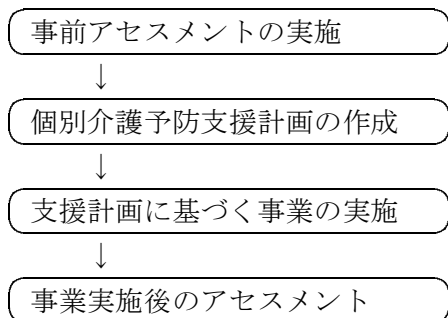 事前アセスメントの実施
↓
個別介護予防支援計画の作成
↓
支援計画に基づく事業の実施
↓
事業実施後のアセスメント